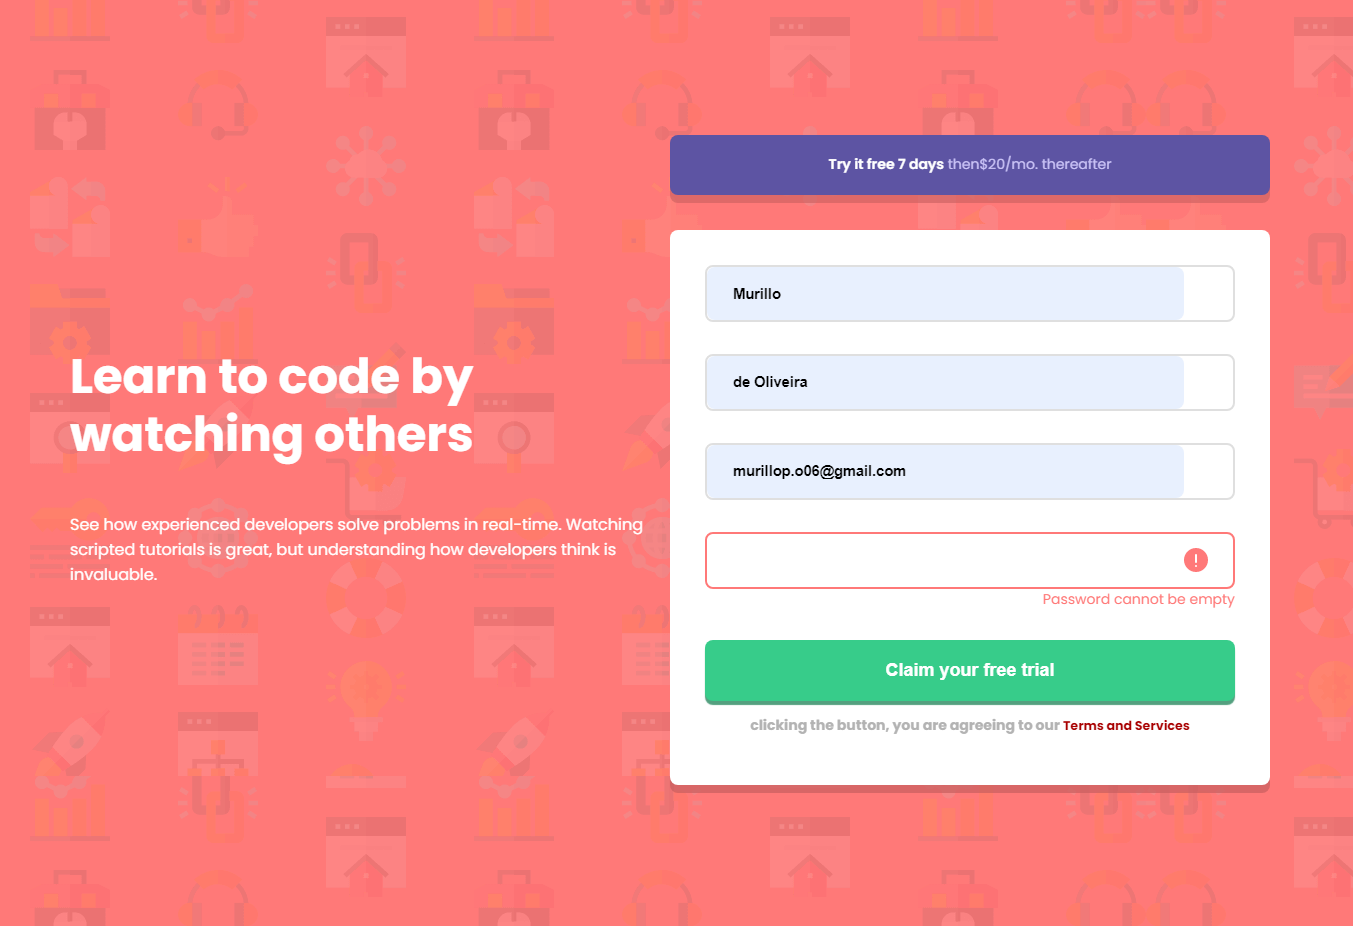 Try it free 7 days then$20/mo. thereafter
Murillo
de Oliveira
murillop.o06@gmail.com
Password cannot be empty
Claim your free trial
clicking the button, you are agreeing to our Terms and Services
Learn to code by
watching others
See how experienced developers solve problems in real-time. Watching
scripted tutorials is great, but understanding how developers think is
invaluable.